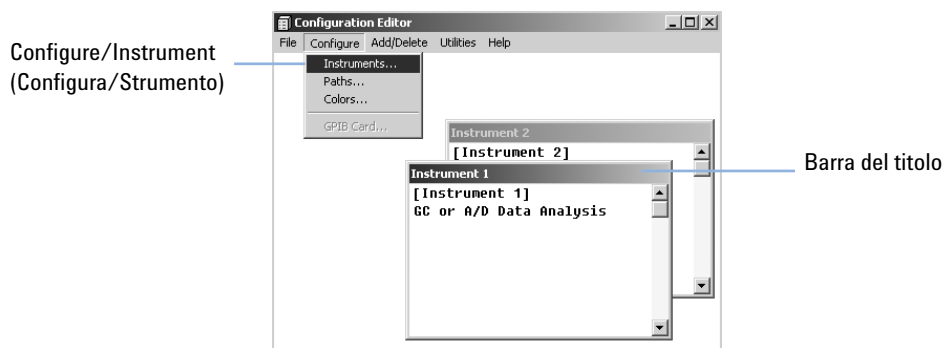 Configuration Editor
File Configure Add/Delete Utilities Help
Configure/Instrument
(Configura/Strumento)
Instruments...
Paths...
Colors...
GPIB Card...
Instrument 2
[Instrument 2]
Barra del titolo
Instrument 1
[Instrument 1]
GC or A/D Data Analysis